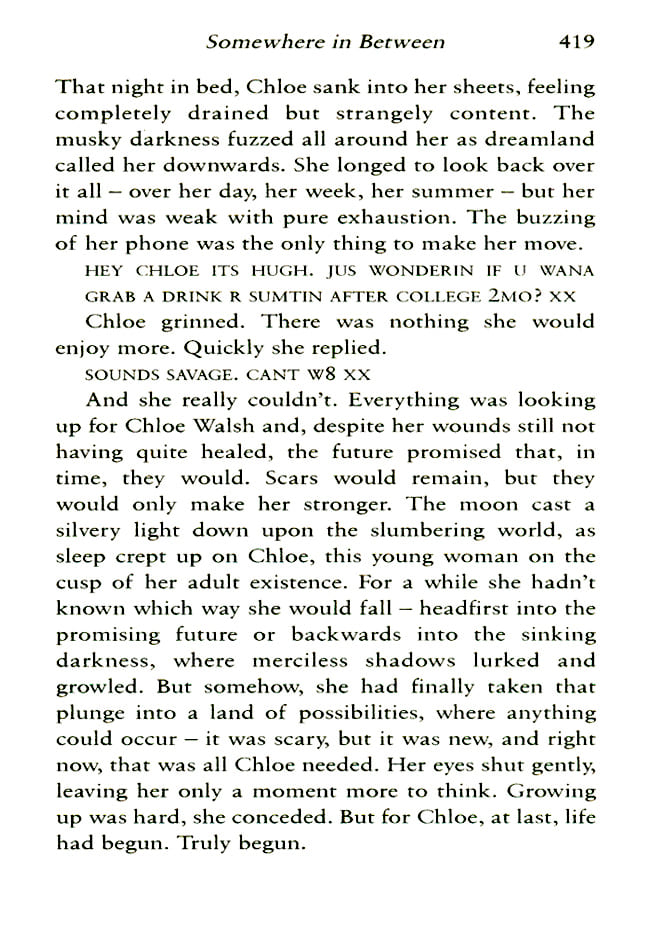 Somewhere in Between 419
That night in bed, Chloe sank into her sheets, feeling
completely drained but strangely content. The
musky darkness fuzzed all around her as dreamland
called her downwards. She longed to look back over
it all – over her day, her week, her summer – but her
mind was weak with pure exhaustion. The buzzing
of her phone was the only thing to make her move.
HEY CHLOE ITS HUGH. JUS WONDERIN IF U WANA
GRAB A DRINK R SUMTIN AFTER COLLEGE 2MO? XX
Chloe grinned. There was nothing she would
enjoy more. Quickly she replied.
SOUNDS SAVAGE. CANT W8 XX
And she really couldn't. Everything was looking
up for Chloe Walsh and, despite her wounds still not
having quite healed, the future promised that, in
time, they would. Scars would remain, but they
would only make her stronger. The moon cast a
silvery light down upon the slumbering world, as
sleep crept up on Chloe, this young woman on the
cusp of her adult existence. For a while she hadn't
known which way she would fall – headfirst into the
promising future or backwards into the sinking
darkness, where merciless shadows lurked and
growled. But somehow, she had finally taken that
plunge into a land of possibilities, where anything
could occur – it was scary, but it was new, and right
now, that was all Chloe needed. Her eyes shut gently,
leaving her only a moment more to think. Growing
up was hard, she conceded. But for Chloe, at last, life
had begun. Truly begun.